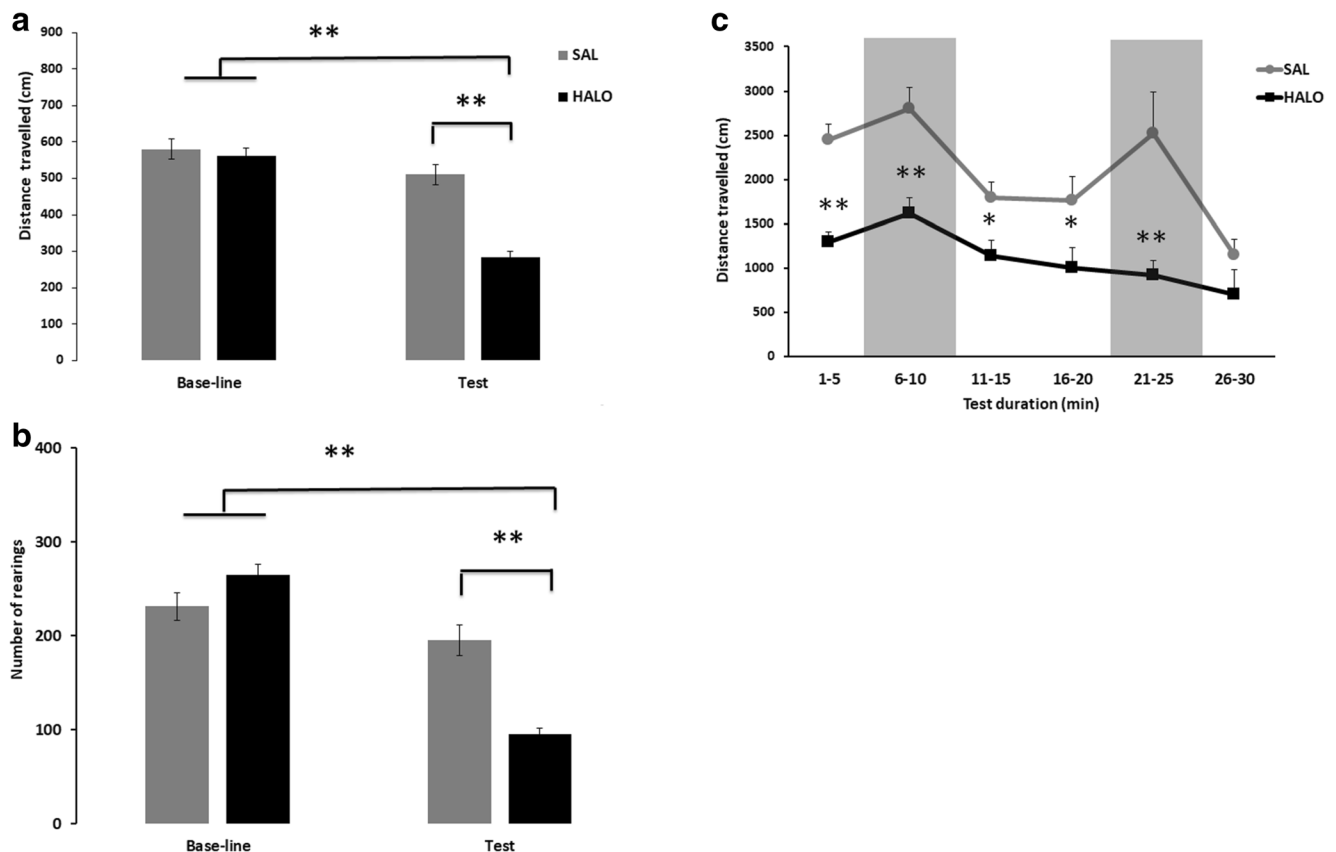 a
900
800
700
600
500
400
300
200
100
0
Distance travelled (cm)
**
**
SAL
HALO
Base-line
Test
b
400
300
200
100
0
Number of rearings
**
**
Base-line
Test
c
3500
3000
2500
2000
1500
1000
500
0
Distance travelled (cm)
SAL
HALO
**
**
*
*
**
1-5 6-10 11-15 16-20 21-25 26-30
Test duration (min)